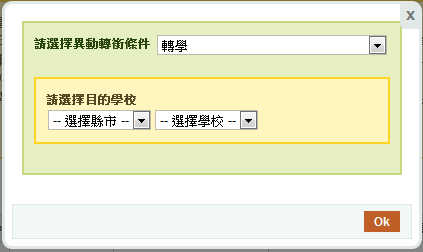 x
請選擇異動轉銜條件 轉學
請選擇目的學校
-- 選擇縣市 -- -- 選擇學校 --
Ok